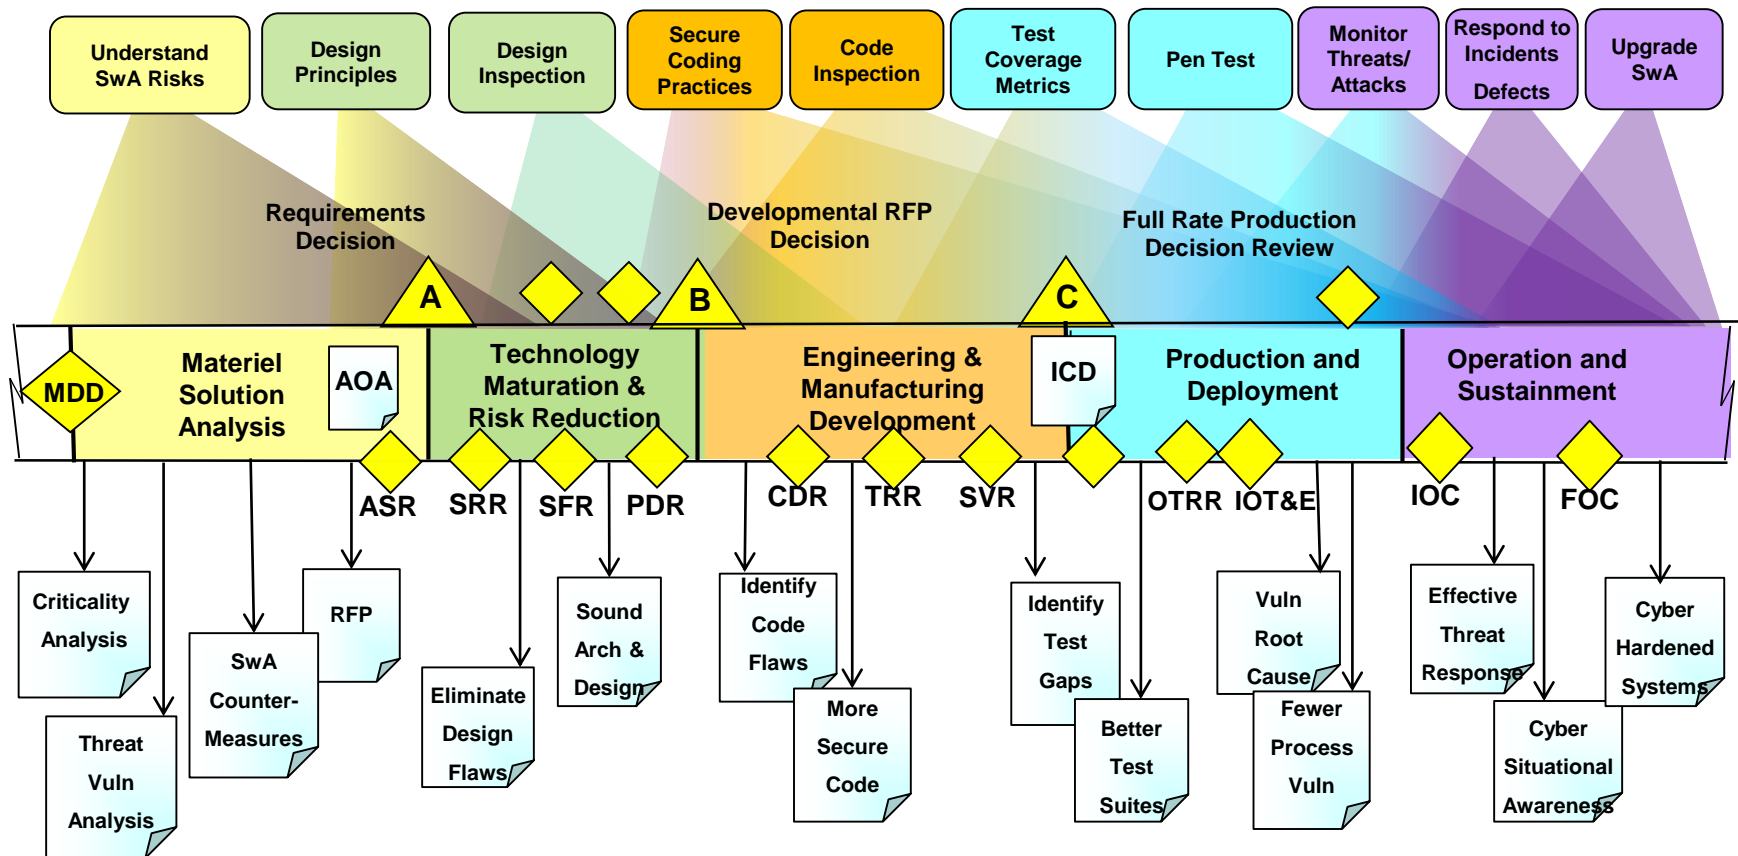 Understand
SwA Risks
Design
Principles
Design
Inspection
Secure
Coding
Practices
Code
Inspection
Test
Coverage
Metrics
Pen Test
Monitor
Threats/
Attacks
Respond to
Incidents
Defects
Upgrade
SwA
Requirements
Decision
Developmental RFP
Decision
Full Rate Production
Decision Review
A
B
C
MDD
Materiel
Solution
Analysis
AOA
Technology
Maturation &
Risk Reduction
Engineering &
Manufacturing
Development
ICD
Production and
Deployment
Operation and
Sustainment
ASR
SRR
SFR
PDR
CDR
TRR
SVR
OTRR
IOT&E
IOC
FOC
Criticality
Analysis
Threat
Vuln
Analysis
SwA
Counter-
Measures
RFP
Eliminate
Design
Flaws
Sound
Arch &
Design
Identify
Code
Flaws
More
Secure
Code
Identify
Test
Gaps
Better
Test
Suites
Vuln
Root
Cause
Fewer
Process
Vuln
Effective
Threat
Response
Cyber
Situational
Awareness
Cyber
Hardened
Systems